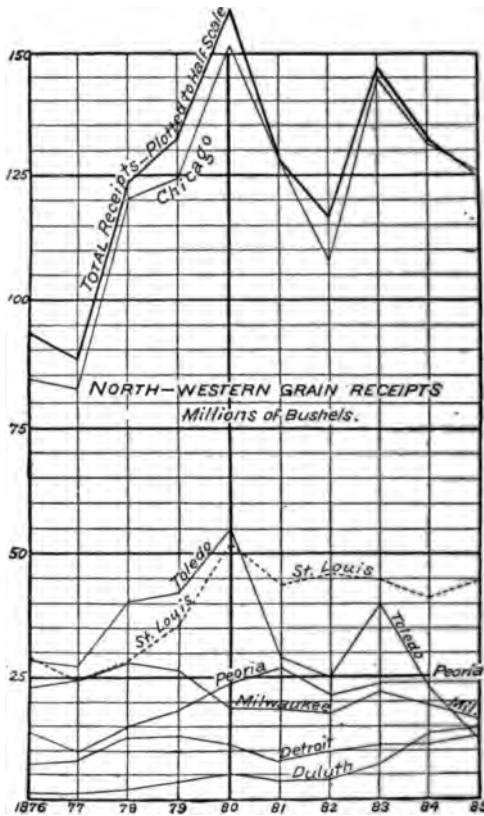 150
TOTAL Receipts—Plotted to Half Scale
Chicago
125
100
NORTH-WESTERN GRAIN RECEIPTS
Millions of Bushels.
75
50
Toledo
St. Louis
St. Louis
Toledo
25
Peoria
Peoria
Milwaukee
Mil
Detroit
Duluth
1876 77 78 79 80 81 82 83 84 85